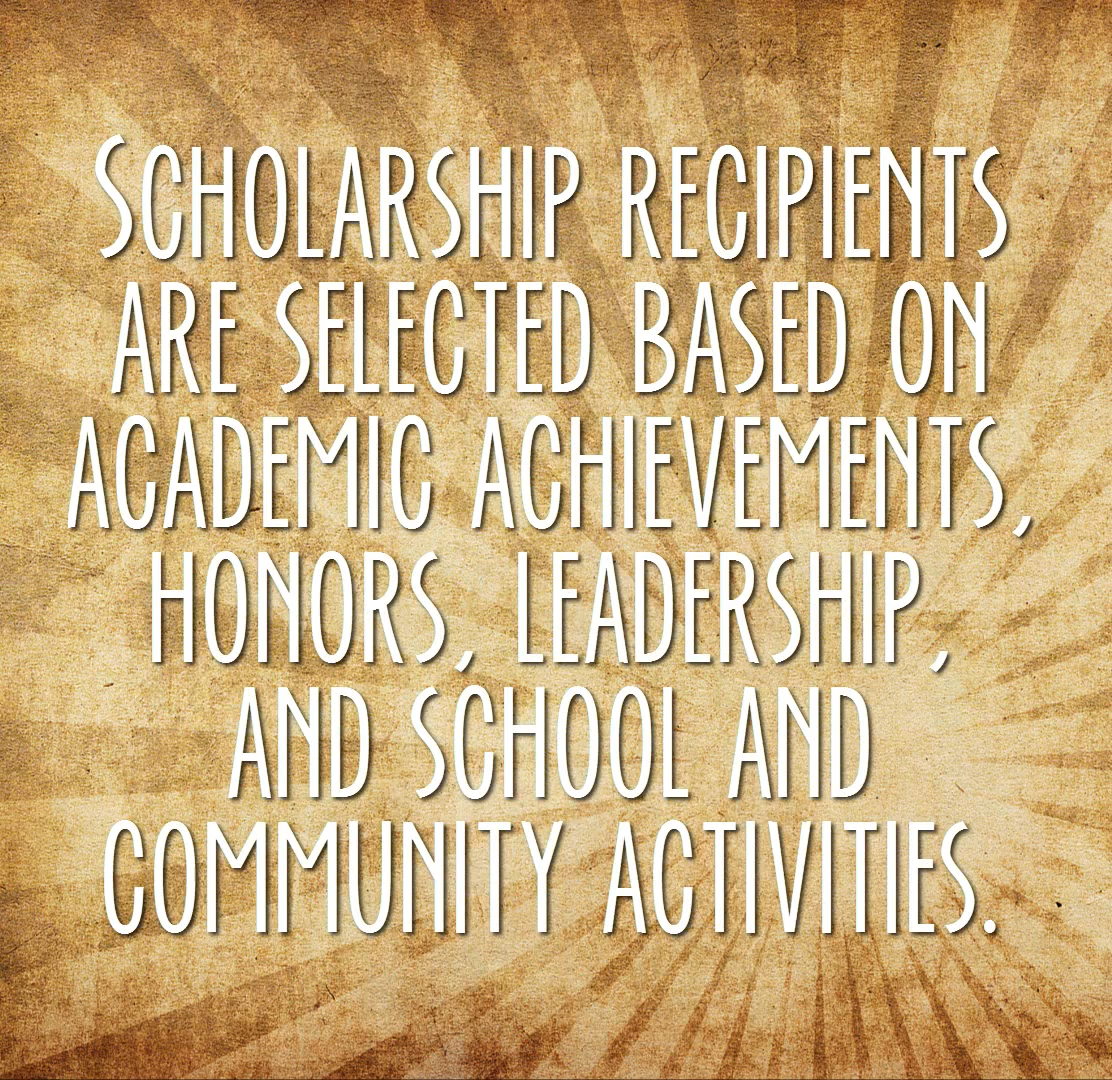 Scholarship recipients
are selected based on
academic achievements,
honors, leadership,
and school and
community activities.